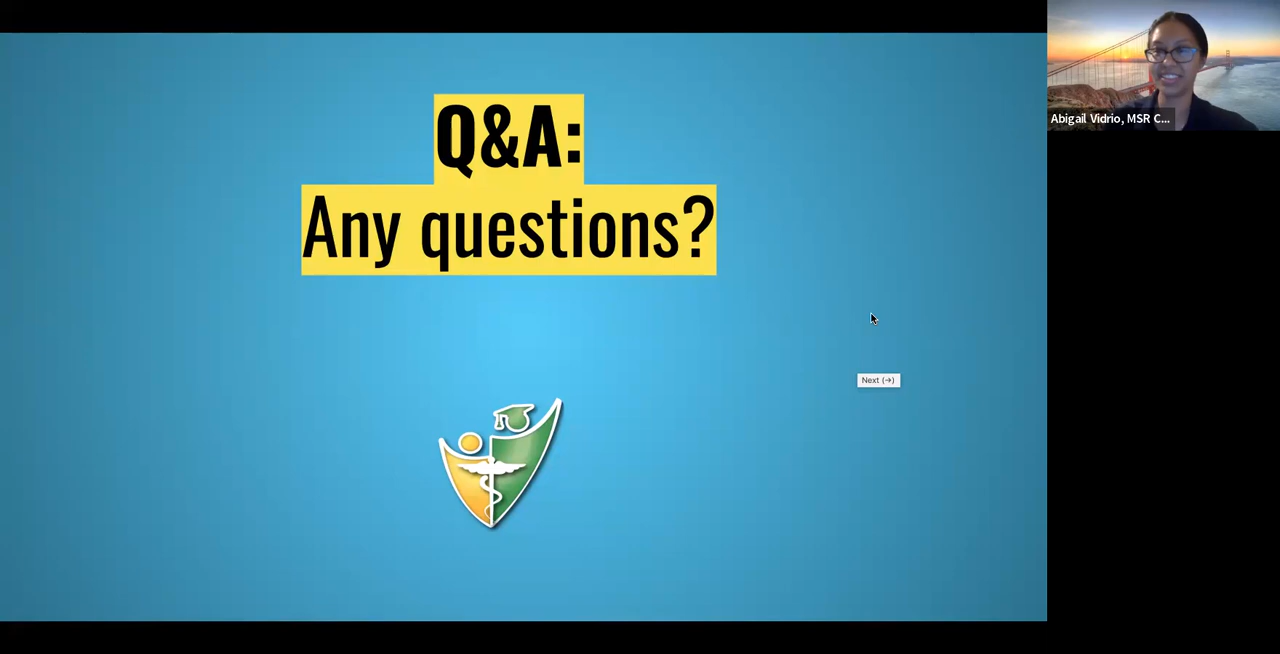 Q&A:
Any questions?
Next (→)
Abigail Vidrio, MSR C...